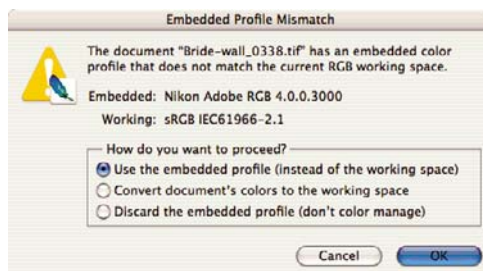 Embedded Profile Mismatch
The document "Bride-wall_0338.tif" has an embedded color
profile that does not match the current RGB working space.
Embedded: Nikon Adobe RGB 4.0.0.3000
Working: sRGB IEC61966-2.1
How do you want to proceed?
Use the embedded profile (instead of the working space)
Convert document's colors to the working space
Discard the embedded profile (don't color manage)
Cancel OK